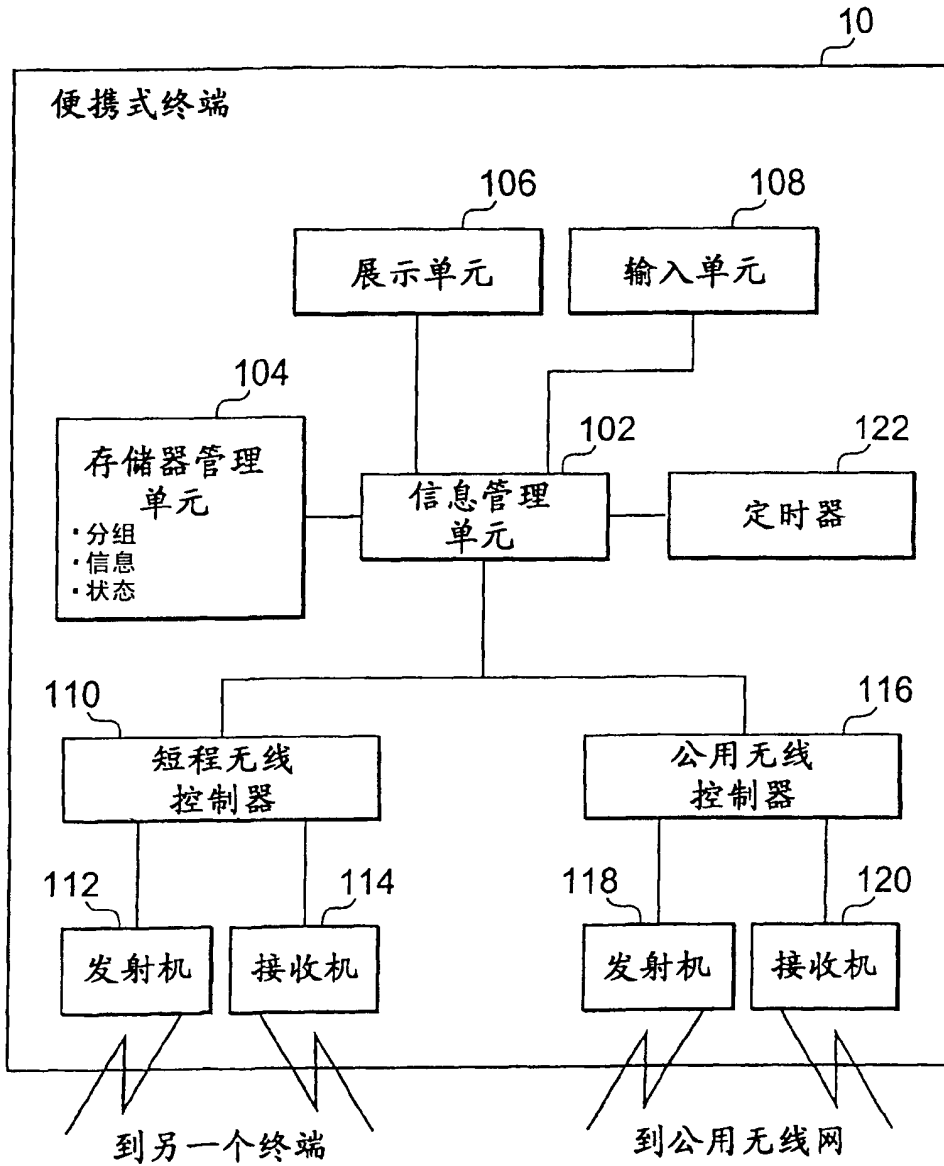 10
便携式终端
106
展示单元
108
输入单元
104
存储器管理
单元
·分组
·信息
·状态
102
信息管理
单元
122
定时器
110
短程无线
控制器
116
公用无线
控制器
112
发射机
114
接收机
118
发射机
120
接收机
到另一个终端
到公用无线网